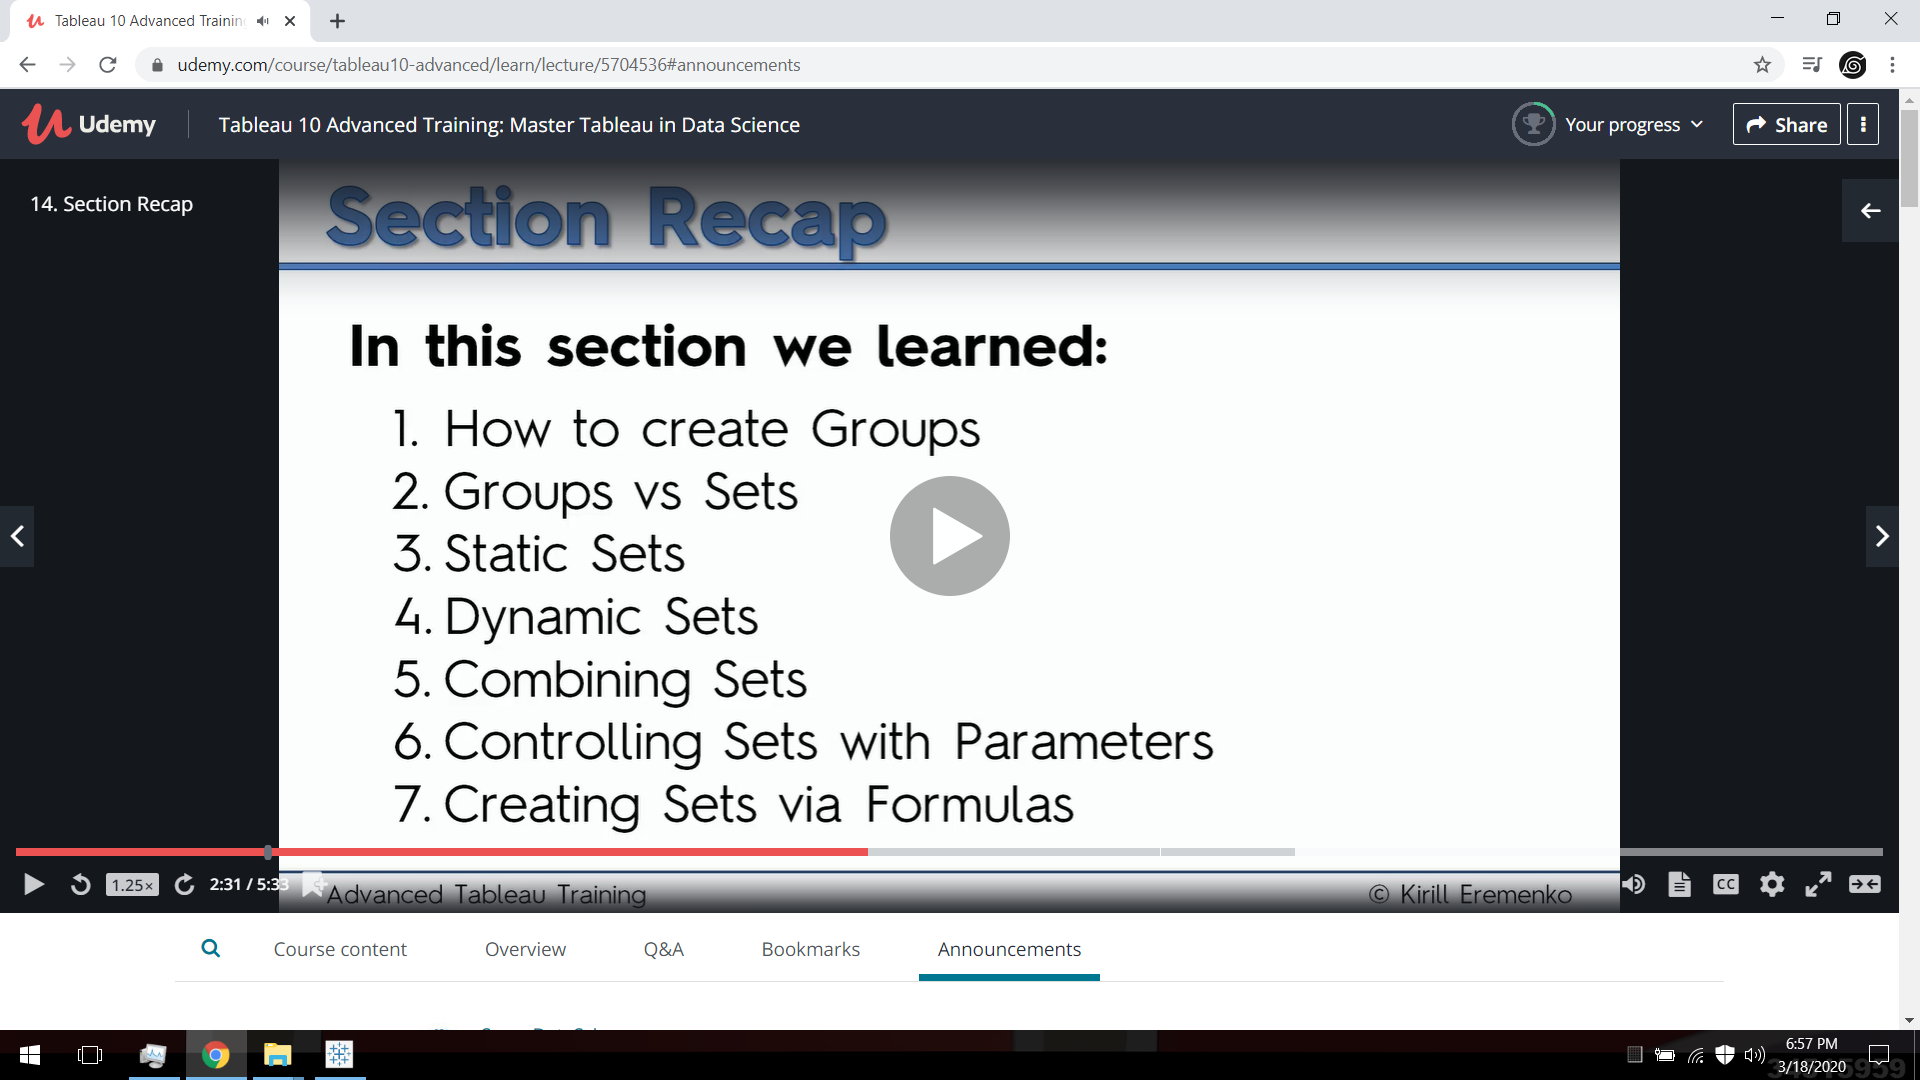 Tableau 10 Advanced Trainin
udemy.com/course/tableau10-advanced/learn/lecture/5704536#announcements
Udemy
Tableau 10 Advanced Training: Master Tableau in Data Science
Your progress
Share
14. Section Recap
Section Recap
In this section we learned:
1. How to create Groups
2. Groups vs Sets
3. Static Sets
4. Dynamic Sets
5. Combining Sets
6. Controlling Sets with Parameters
7. Creating Sets via Formulas
1.25×
2:31 / 5:33
CC
Advanced Tableau Training
© Kirill Eremenko
Course content
Overview
Q&A
Bookmarks
Announcements
6:57 PM
3/18/2020